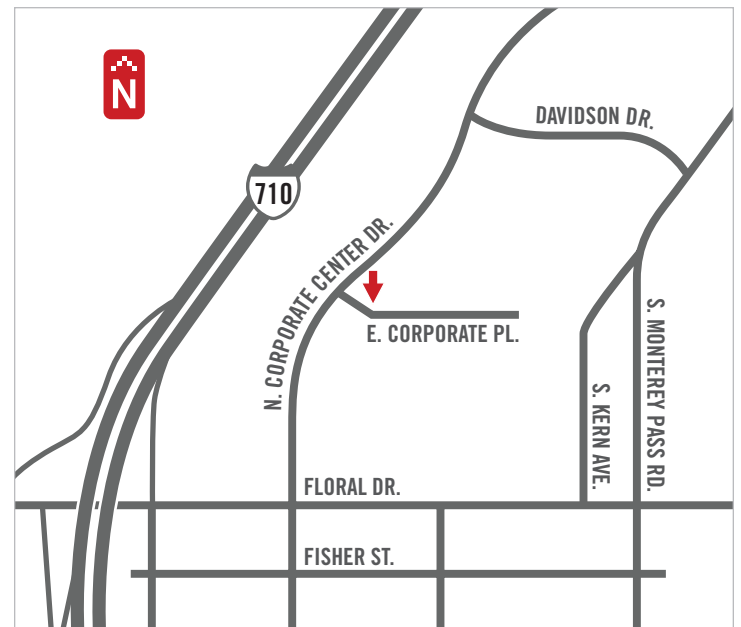 N
DAVIDSON DR.
710
N. CORPORATE CENTER DR.
E. CORPORATE PL.
S. MONTEREY PASS RD.
S. KERN AVE.
FLORAL DR.
FISHER ST.